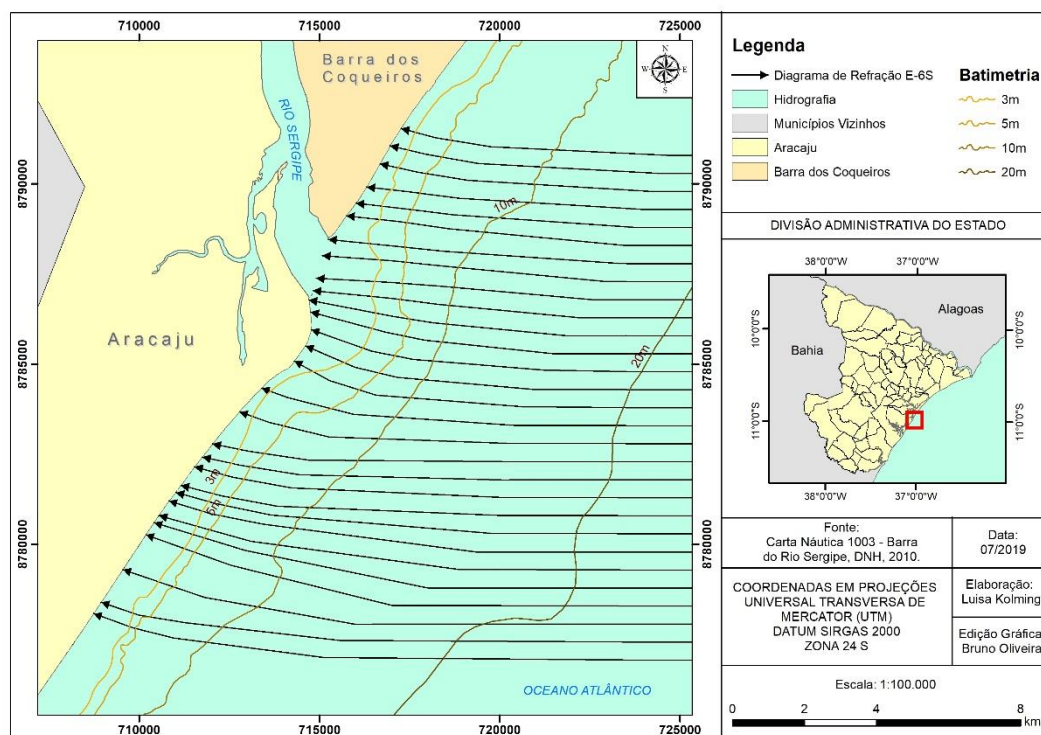 710000
715000
720000
725000
8790000
8785000
8780000
8790000
8785000
8780000
710000
715000
720000
725000
Barra dos
Coqueiros
RIO SERGIPE
Aracaju
N
W
E
S
10m
20m
3m
5m
OCEANO ATLÂNTICO
Legenda
Diagrama de Refração E-6S
Hidrografia
Municípios Vizinhos
Aracaju
Barra dos Coqueiros
Batimetria
3m
5m
10m
20m
DIVISÃO ADMINISTRATIVA DO ESTADO
38°0'0"W
37°0'0"W
10°0'0"S
11°0'0"S
Alagoas
Bahia
10°0'0"S
11°0'0"S
38°0'0"W
37°0'0"W
Fonte:
Carta Náutica 1003 - Barra
do Rio Sergipe, DNH, 2010.
Data:
07/2019
COORDENADAS EM PROJEÇÕES
UNIVERSAL TRANSVERSA DE
MERCATOR (UTM)
DATUM SIRGAS 2000
ZONA 24 S
Elaboração:
Luisa Kolming
Edição Gráfica:
Bruno Oliveira
Escala: 1:100.000
0
2
4
6
8
km